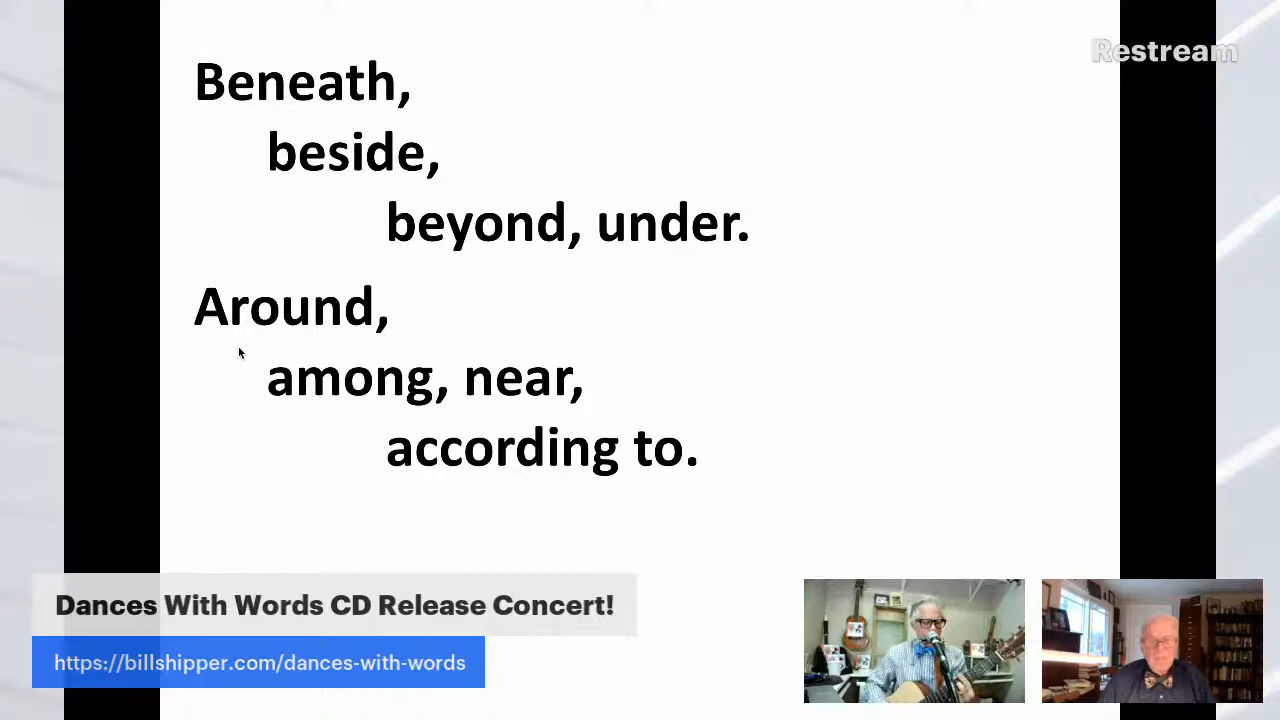 Restream
Beneath,
beside,
beyond, under.
Around,
among, near,
according to.
Dances With Words CD Release Concert!
https://billshipper.com/dances-with-words